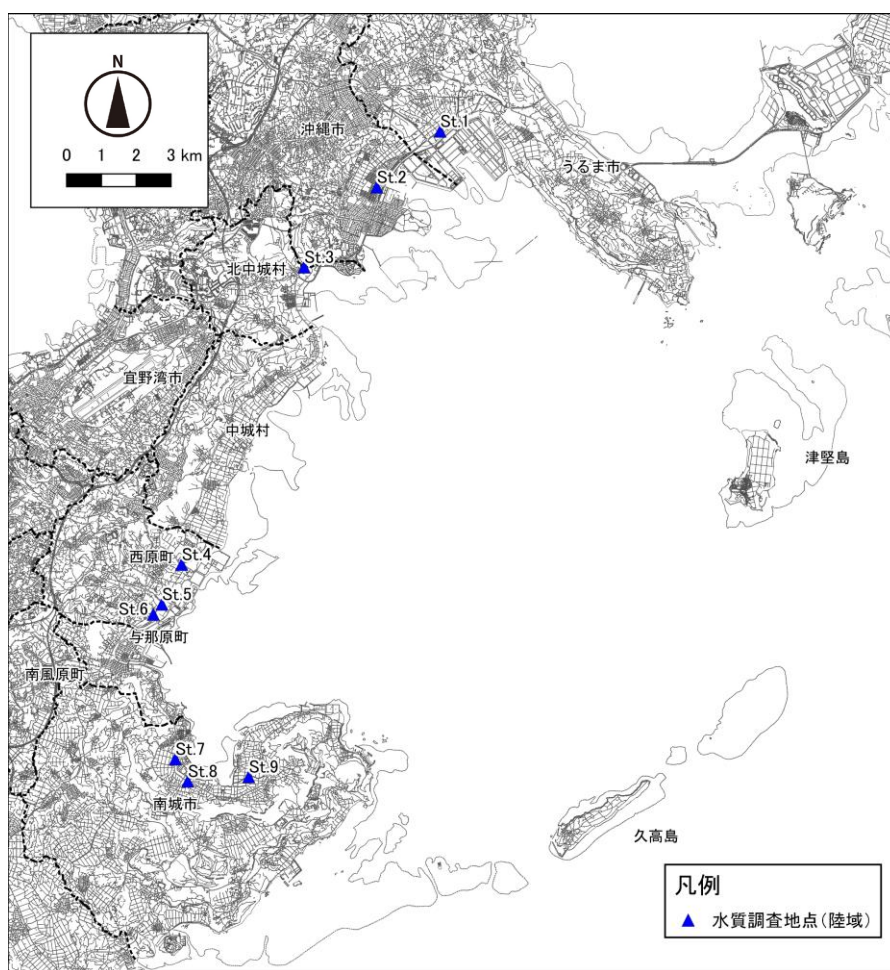 N
0 1 2 3 km
沖縄市
St.1
うるま市
St.2
北中城村
St.3
宜野湾市
中城村
津堅島
西原町
St.4
St.5
St.6
与那原町
南風原町
St.7
St.8
St.9
南城市
久高島
凡例
水質調査地点(陸域)